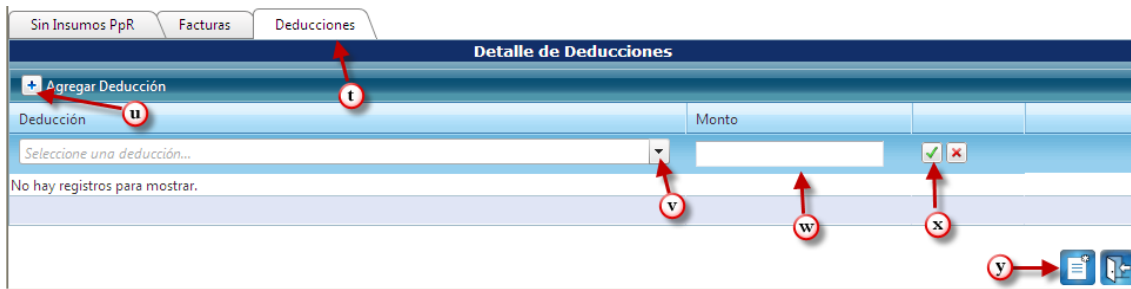 Sin Insumos PpR Facturas Deducciones
Detalle de Deducciones
Agregar Deducción
t
u
Deducción Monto
Seleccione una deducción...
No hay registros para mostrar.
v
w
x
y